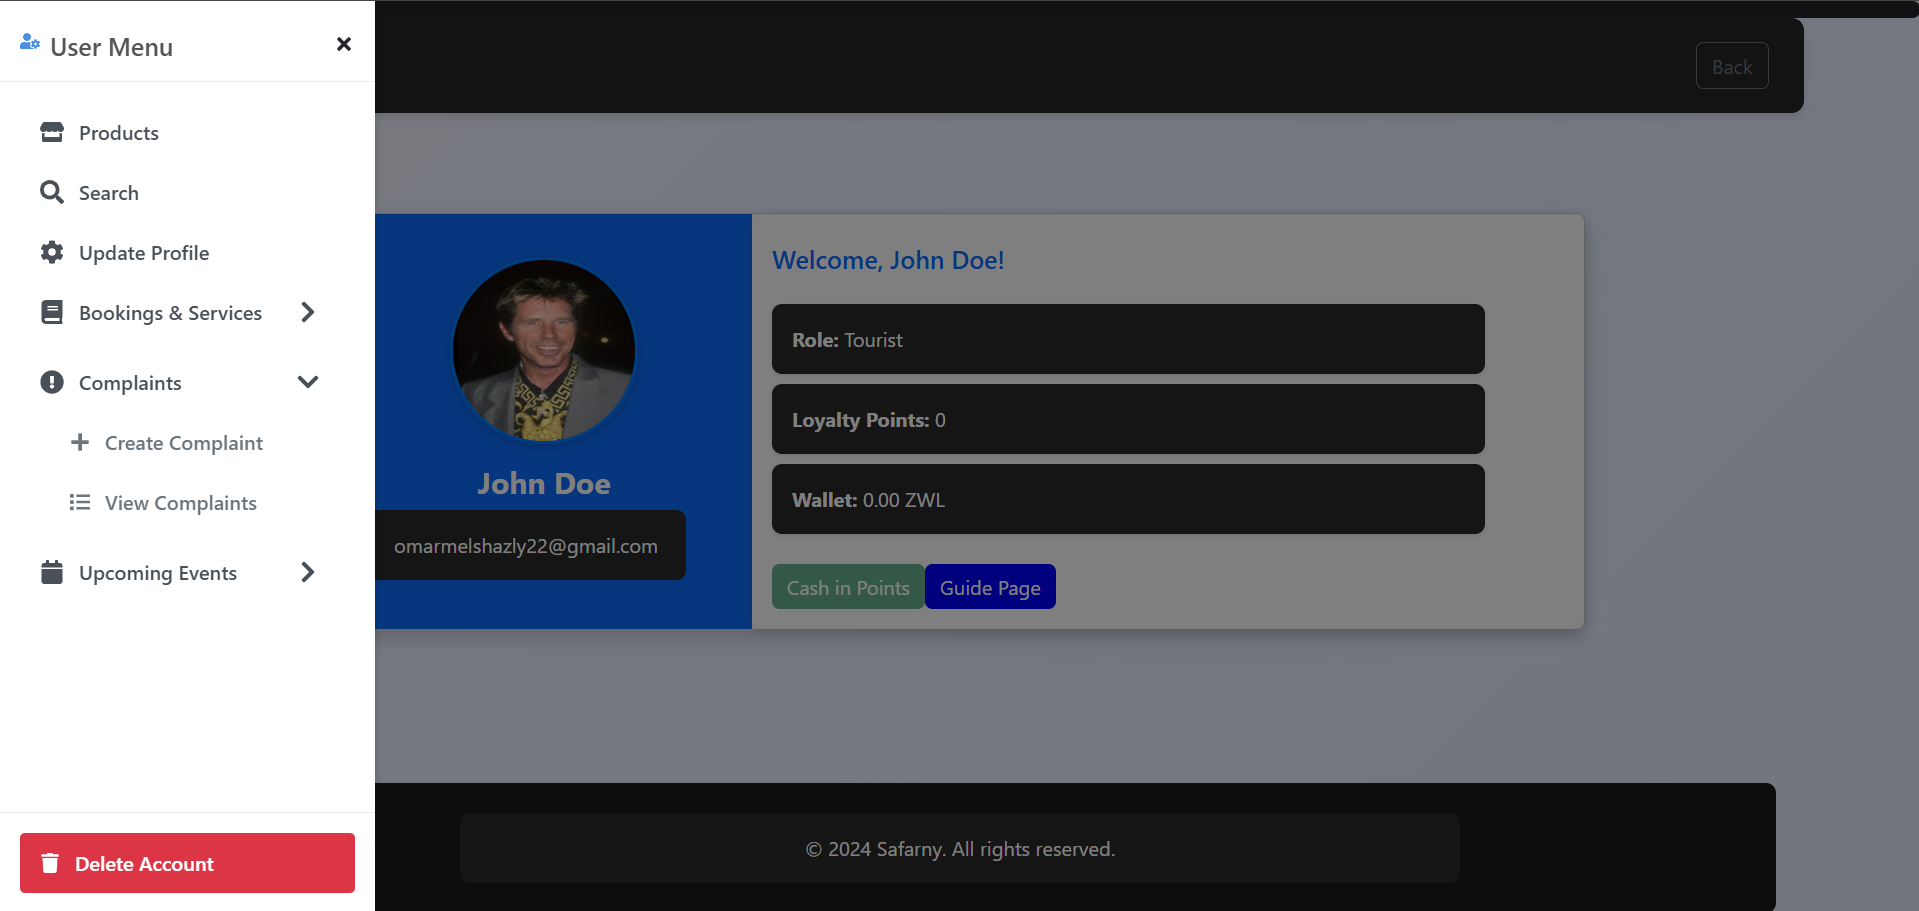 User Menu
Products
Search
Update Profile
Bookings & Services
Complaints
Create Complaint
View Complaints
Upcoming Events
Delete Account
Back
John Doe
omarmelshazly22@gmail.com
Welcome, John Doe!
Role: Tourist
Loyalty Points: 0
Wallet: 0.00 ZWL
Cash in Points
Guide Page
© 2024 Safarny. All rights reserved.